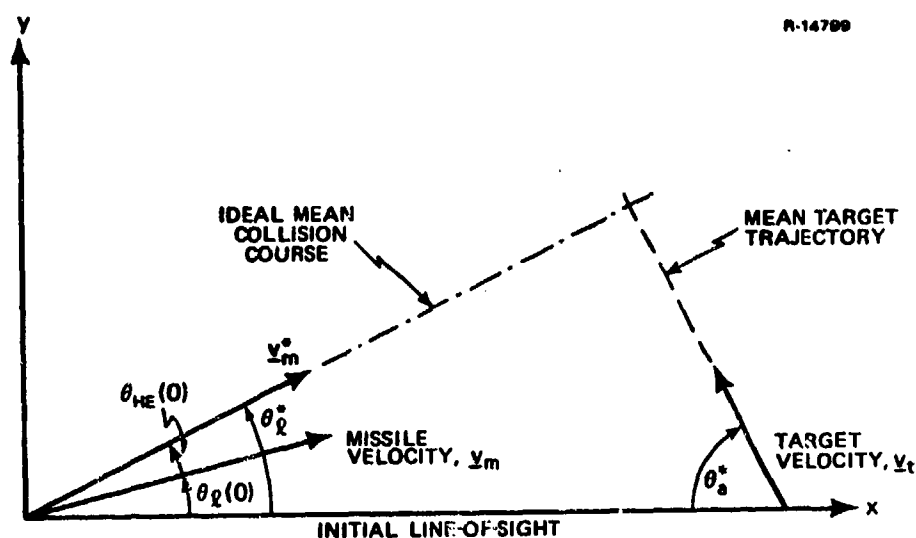 y
R-14799
IDEAL MEAN
COLLISION
COURSE
MEAN TARGET
TRAJECTORY
v*m
θHE(0)
θ*ℓ
MISSILE
VELOCITY, vm
θℓ(0)
θ*a
TARGET
VELOCITY, vt
x
INITIAL LINE-OF-SIGHT